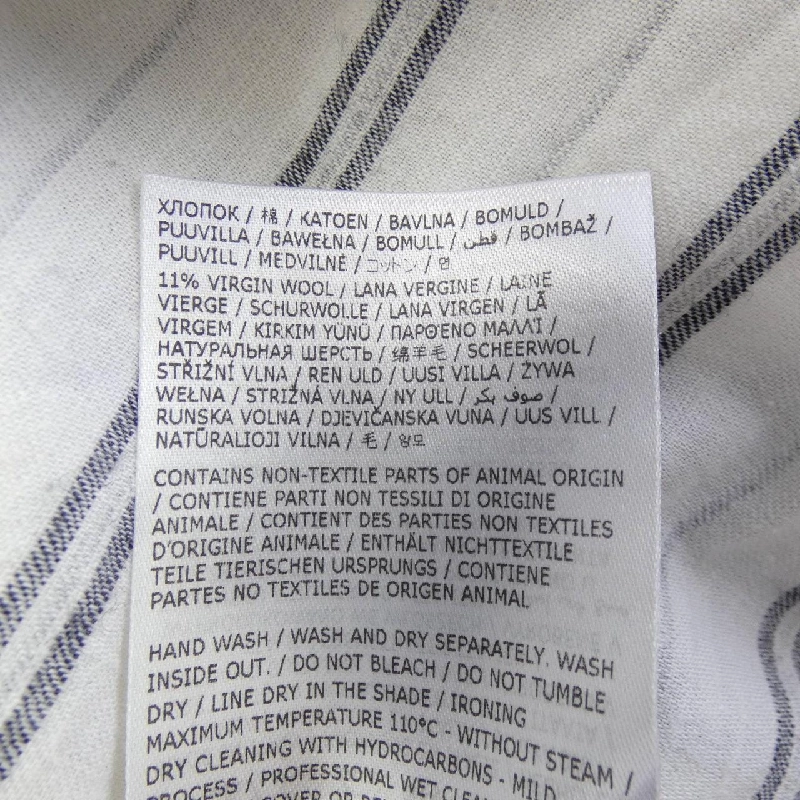 ХЛОПОК / 棉 / KATOEN / BAVLNA / BOMULD /
PUUVILLA / BAWEŁNA / BOMULL / قطن / BOMBAŽ /
PUUVILL / MEDVILNĖ / コットン / 면
11% VIRGIN WOOL / LANA VERGINE / LAINE
VIERGE / SCHURWOLLE / LANA VIRGEN / LÃ
VIRGEM / KIRKIM YÜNÜ / ΠΑΡΘΕΝΟ ΜΑΛΛΊ /
НАТУРАЛЬНАЯ ШЕРСТЬ / 绵羊毛 / SCHEERWOL /
STŘIŽNÍ VLNA / REN ULD / UUSI VILLA / ŻYWA
WEŁNA / STRIŽNÁ VLNA / NY ULL / صوف بكر /
RUNSKA VOLNA / DJEVIČANSKA VUNA / UUS VILL /
NATŪRALIOJI VILNA / 毛 / 양모
CONTAINS NON-TEXTILE PARTS OF ANIMAL ORIGIN
/ CONTIENE PARTI NON TESSILI DI ORIGINE
ANIMALE / CONTIENT DES PARTIES NON TEXTILES
D'ORIGINE ANIMALE / ENTHÄLT NICHTTEXTILE
TEILE TIERISCHEN URSPRUNGS / CONTIENE
PARTES NO TEXTILES DE ORIGEN ANIMAL
HAND WASH / WASH AND DRY SEPARATELY, WASH
INSIDE OUT. / DO NOT BLEACH / DO NOT TUMBLE
DRY / LINE DRY IN THE SHADE / IRONING
MAXIMUM TEMPERATURE 110°C - WITHOUT STEAM /
DRY CLEANING WITH HYDROCARBONS - MILD
PROCESS / PROFESSIONAL WET